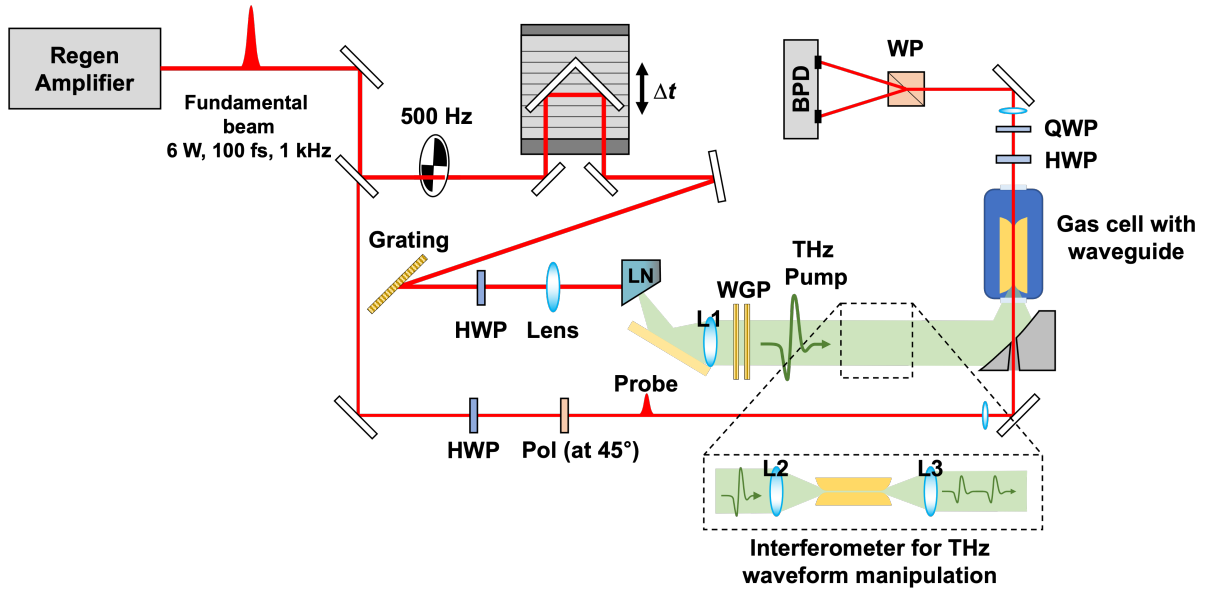 Regen
Amplifier
Fundamental
beam
6 W, 100 fs, 1 kHz
500 Hz
Δt
BPD
WP
QWP
HWP
Gas cell with
waveguide
Grating
HWP
Lens
LN
L1
WGP
THz
Pump
Probe
HWP
Pol (at 45°)
L2
L3
Interferometer for THz
waveform manipulation